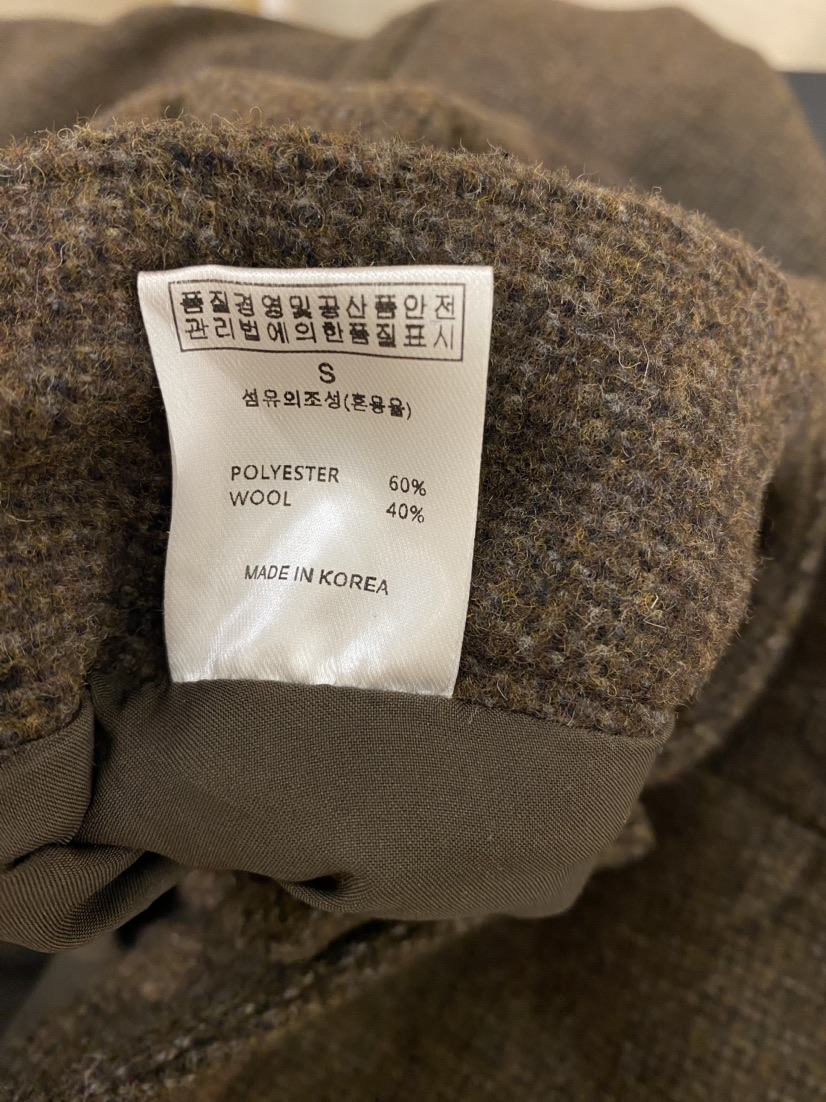 품질경영및공산품안전
관리법에의한품질표시
S
섬유의조성(혼용율)
POLYESTER 60%
WOOL 40%
MADE IN KOREA